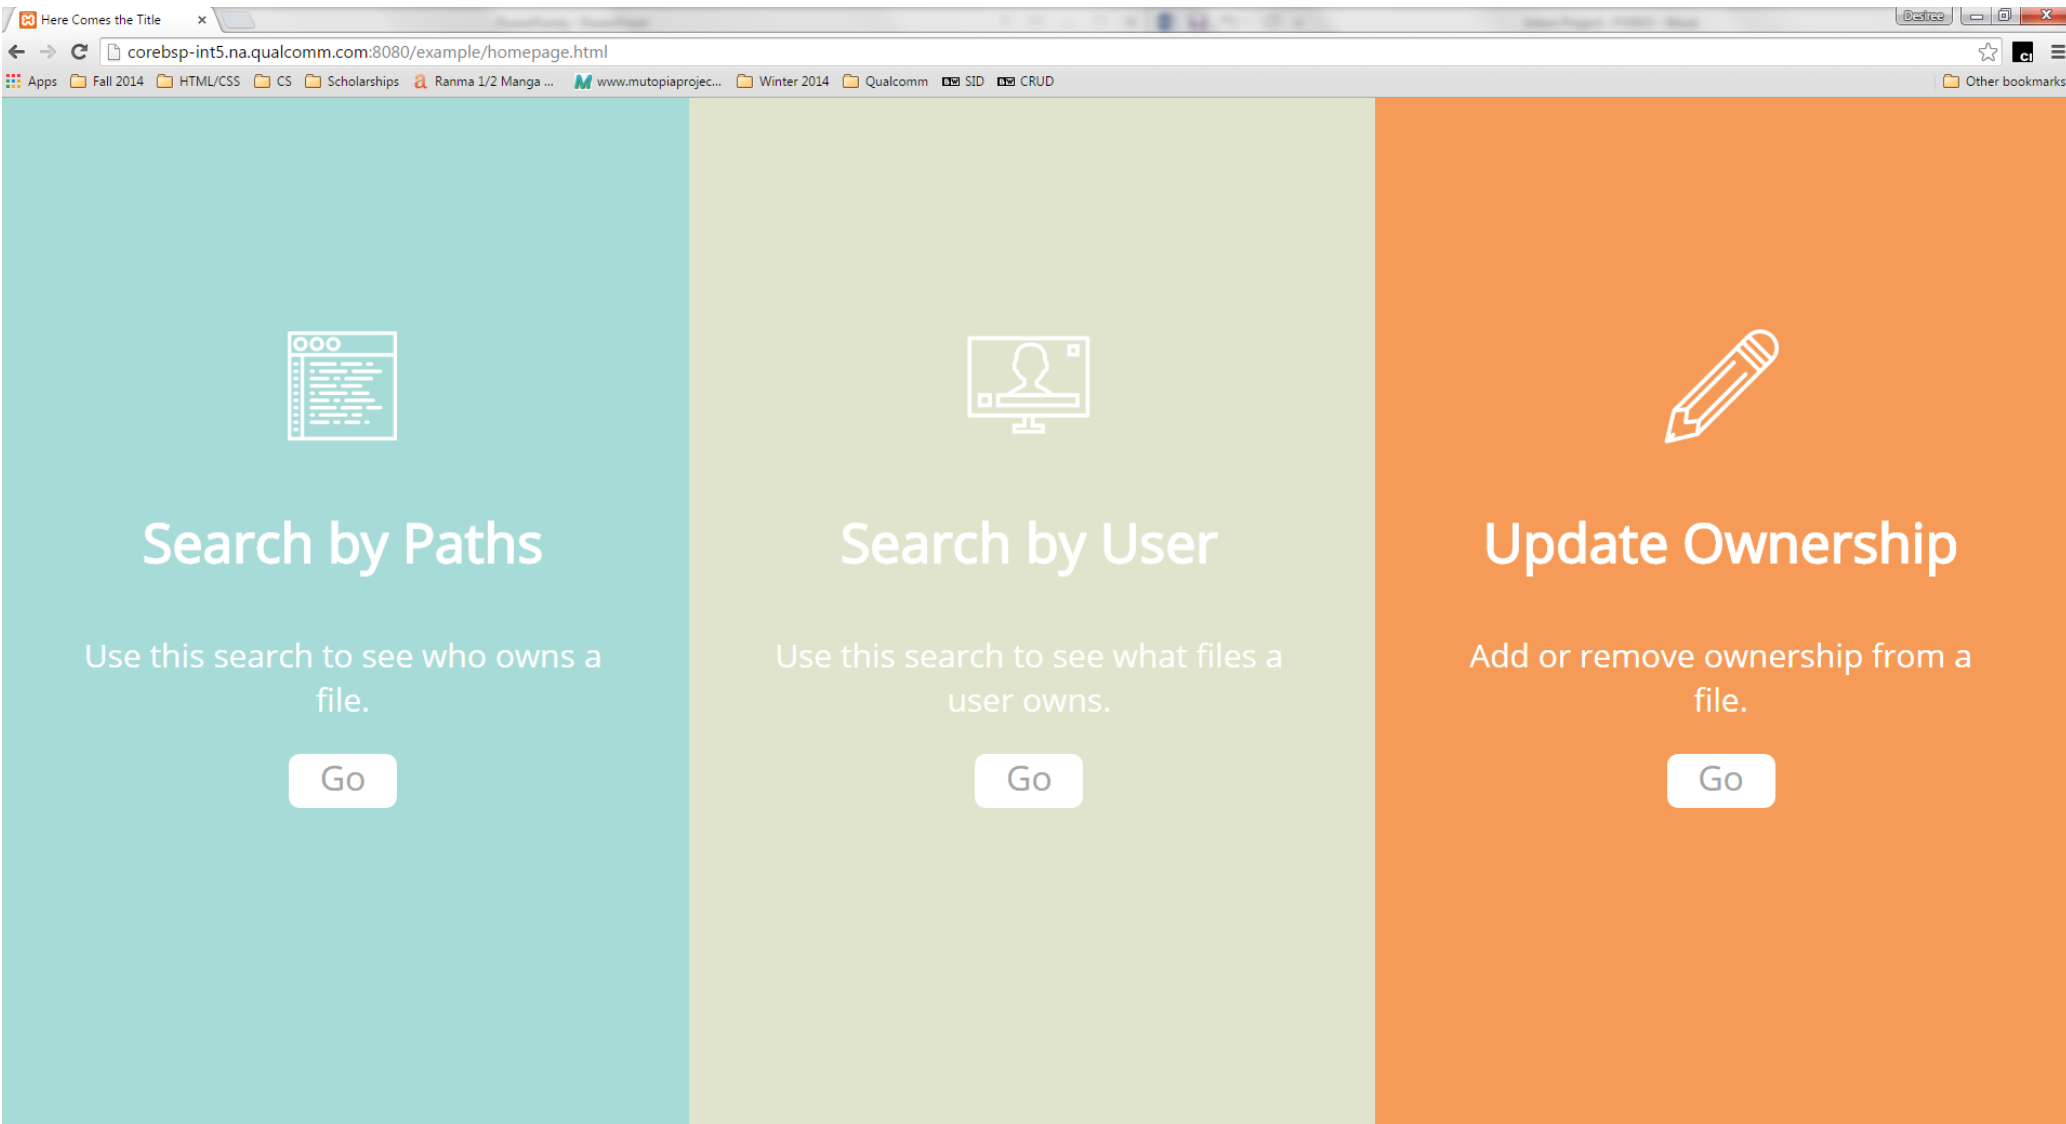 Here Comes the Title
Desiree
corebsp-int5.na.qualcomm.com:8080/example/homepage.html
Apps Fall 2014 HTML/CSS CS Scholarships Ranma 1/2 Manga ... www.mutopiaprojec... Winter 2014 Qualcomm SID CRUD Other bookmarks
Search by Paths
Use this search to see who owns a
file.
Go
Search by User
Use this search to see what files a
user owns.
Go
Update Ownership
Add or remove ownership from a
file.
Go